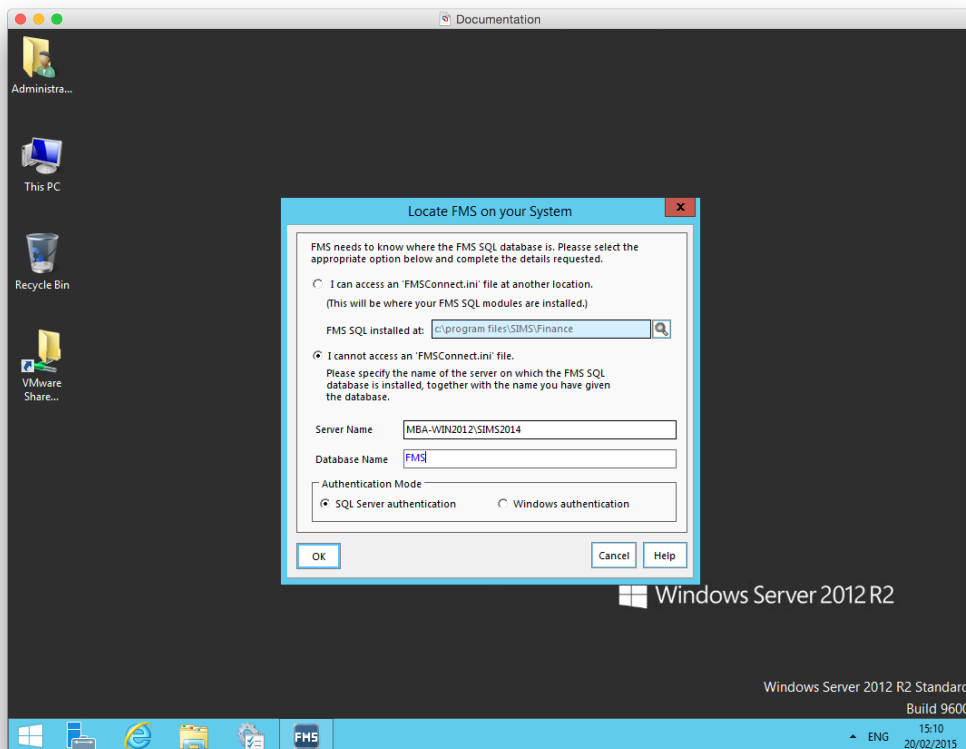 Documentation
Administra...
This PC
Recycle Bin
VMware
Share...
Locate FMS on your System
x
FMS needs to know where the FMS SQL database is. Please select the
appropriate option below and complete the details requested.
I can access an 'FMSConnect.ini' file at another location.
(This will be where your FMS SQL modules are installed.)
FMS SQL installed at: c:\program files\SIMS\Finance
I cannot access an 'FMSConnect.ini' file.
Please specify the name of the server on which the FMS SQL
database is installed, together with the name you have given
the database.
Server Name MBA-WIN2012\SIMS2014
Database Name FMS
Authentication Mode
SQL Server authentication Windows authentication
OK Cancel Help
Windows Server 2012 R2
Windows Server 2012 R2 Standard
Build 9600
FMS ENG 15:10
20/02/2015